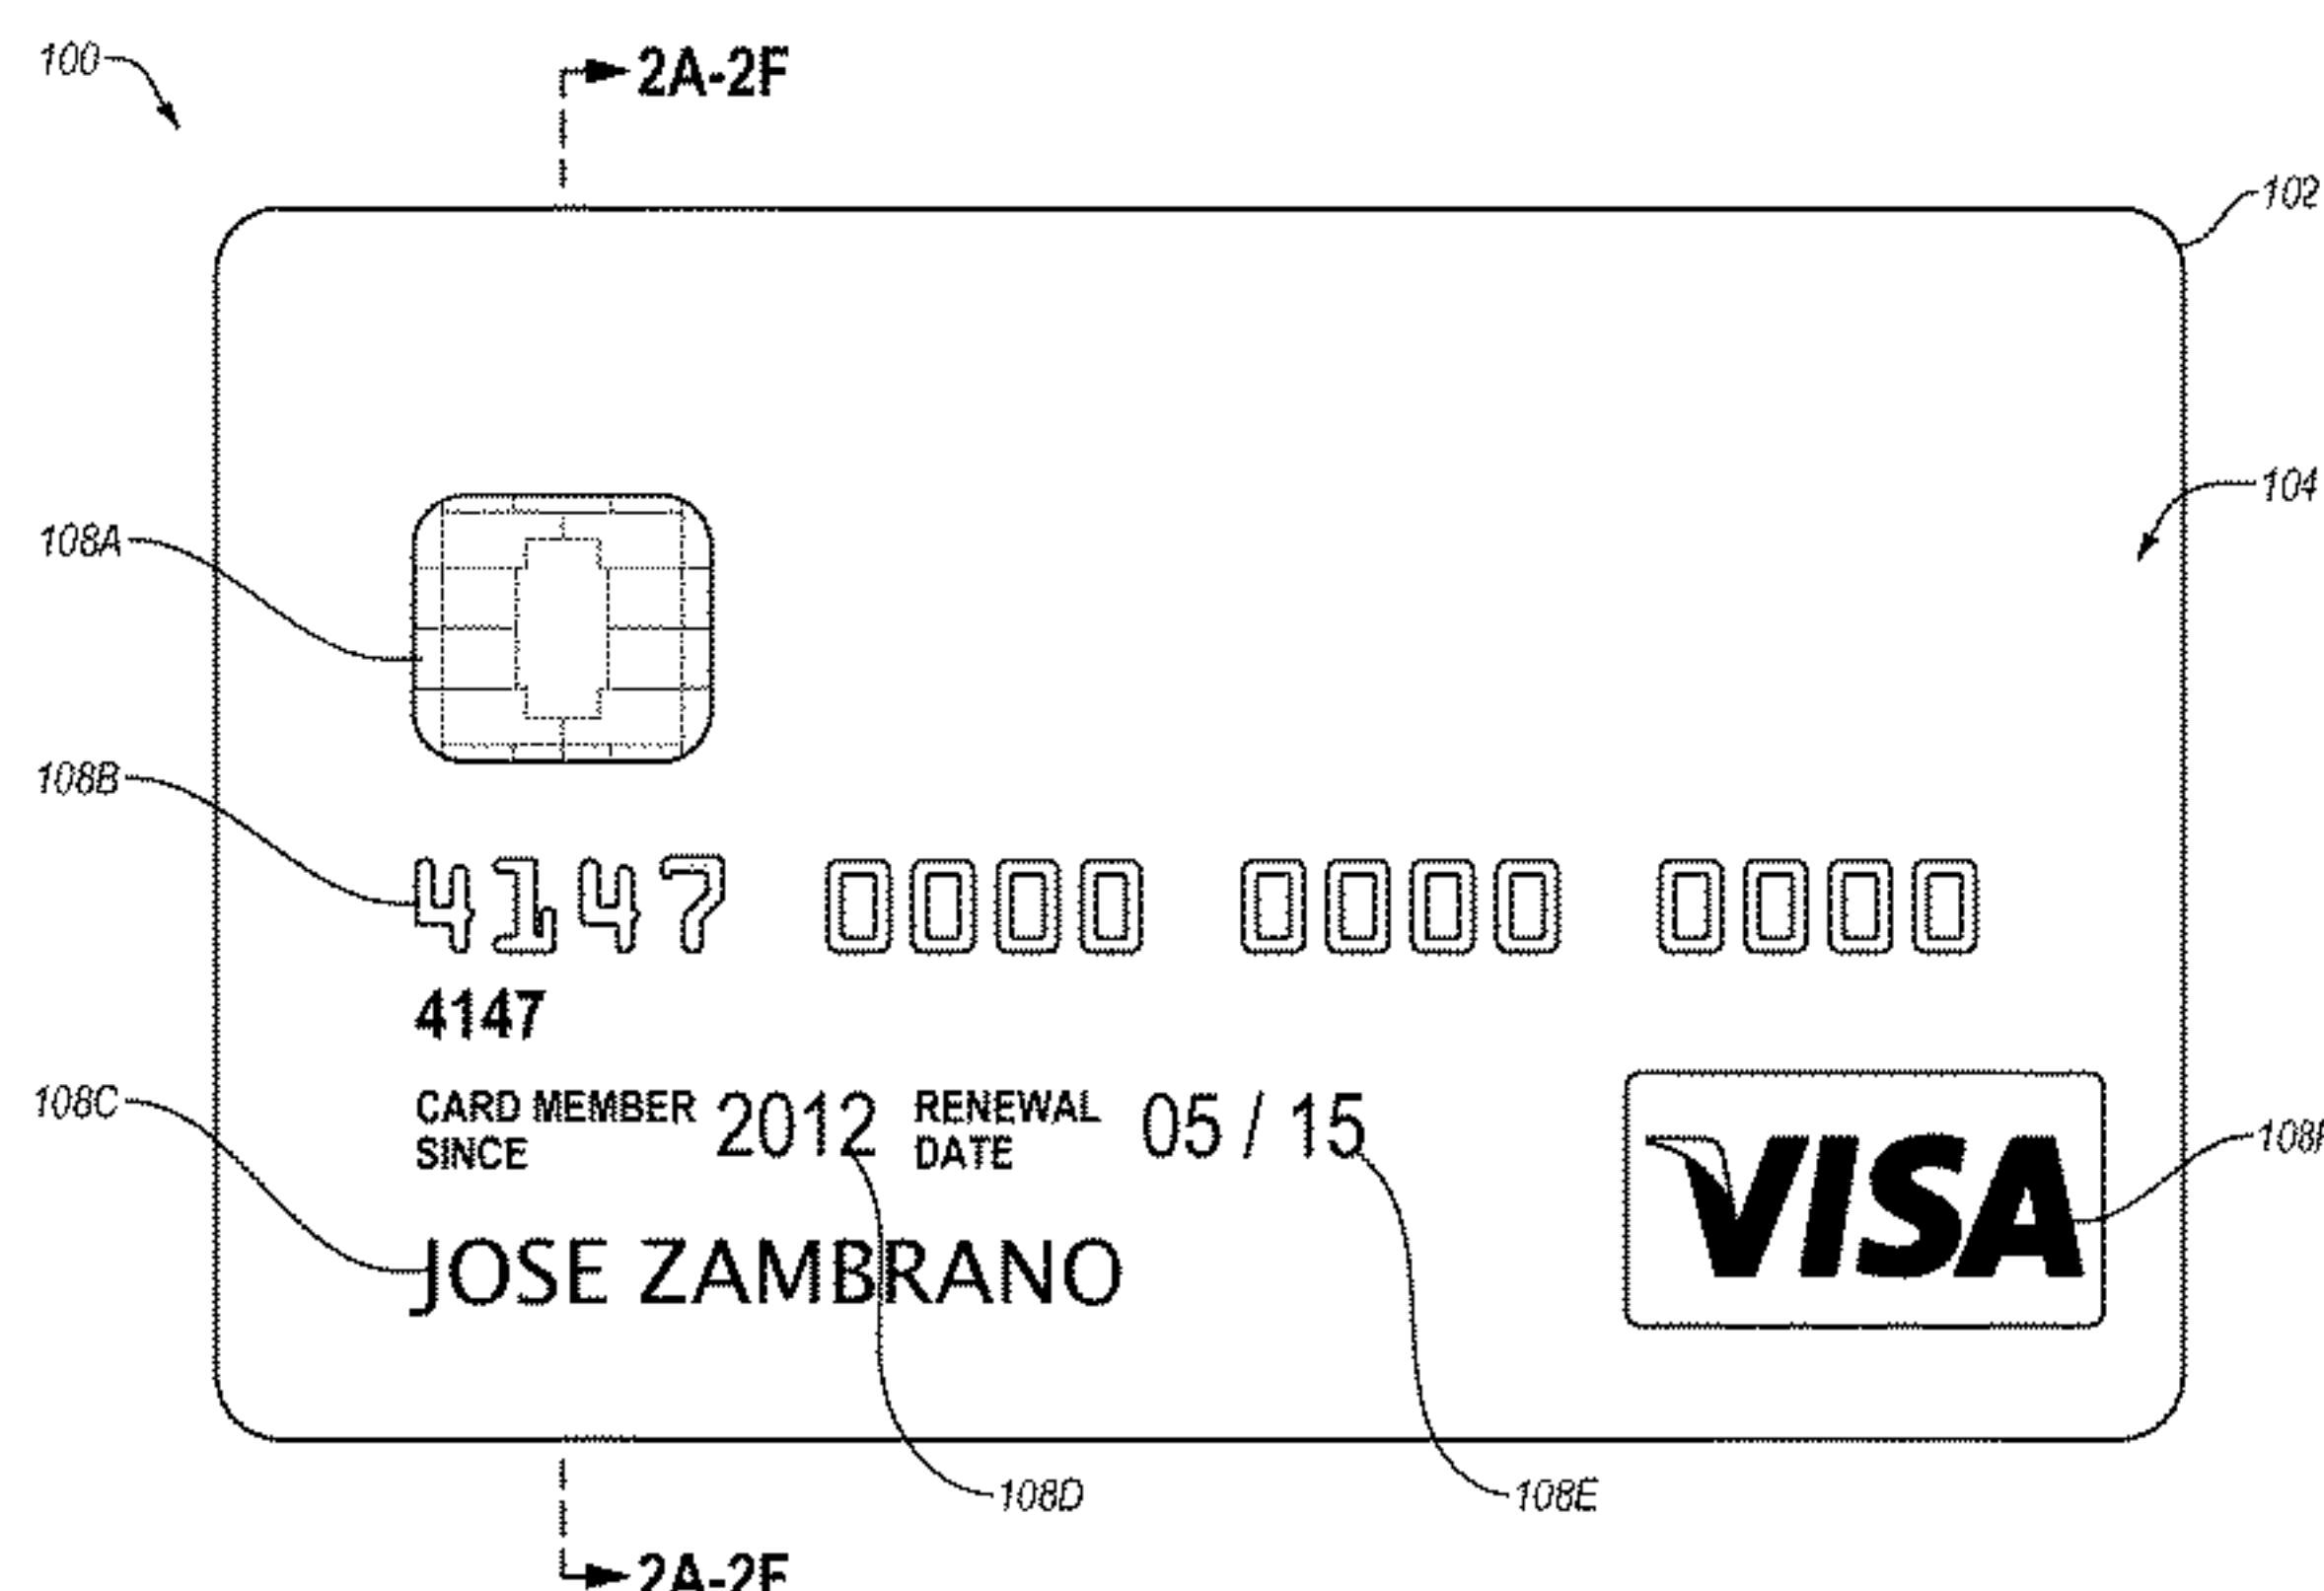 100
2A-2F
102
104
108A
108B
4147 0000 0000 0000
4147
108C
CARD MEMBER SINCE 2012 RENEWAL DATE 05 / 15
VISA
JOSE ZAMBRANO
108D
108E
2A-2F